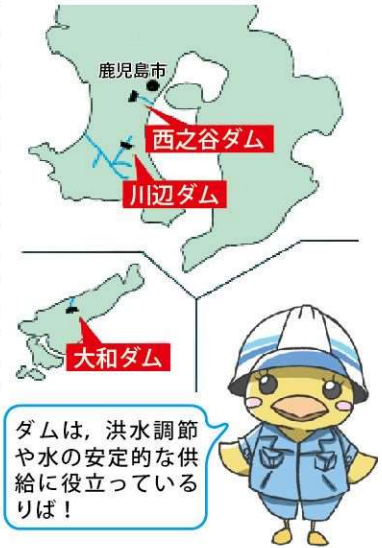 鹿児島市
西之谷ダム
川辺ダム
大和ダム
ダムは，洪水調節
や水の安定的な供
給に役立っている
りば！